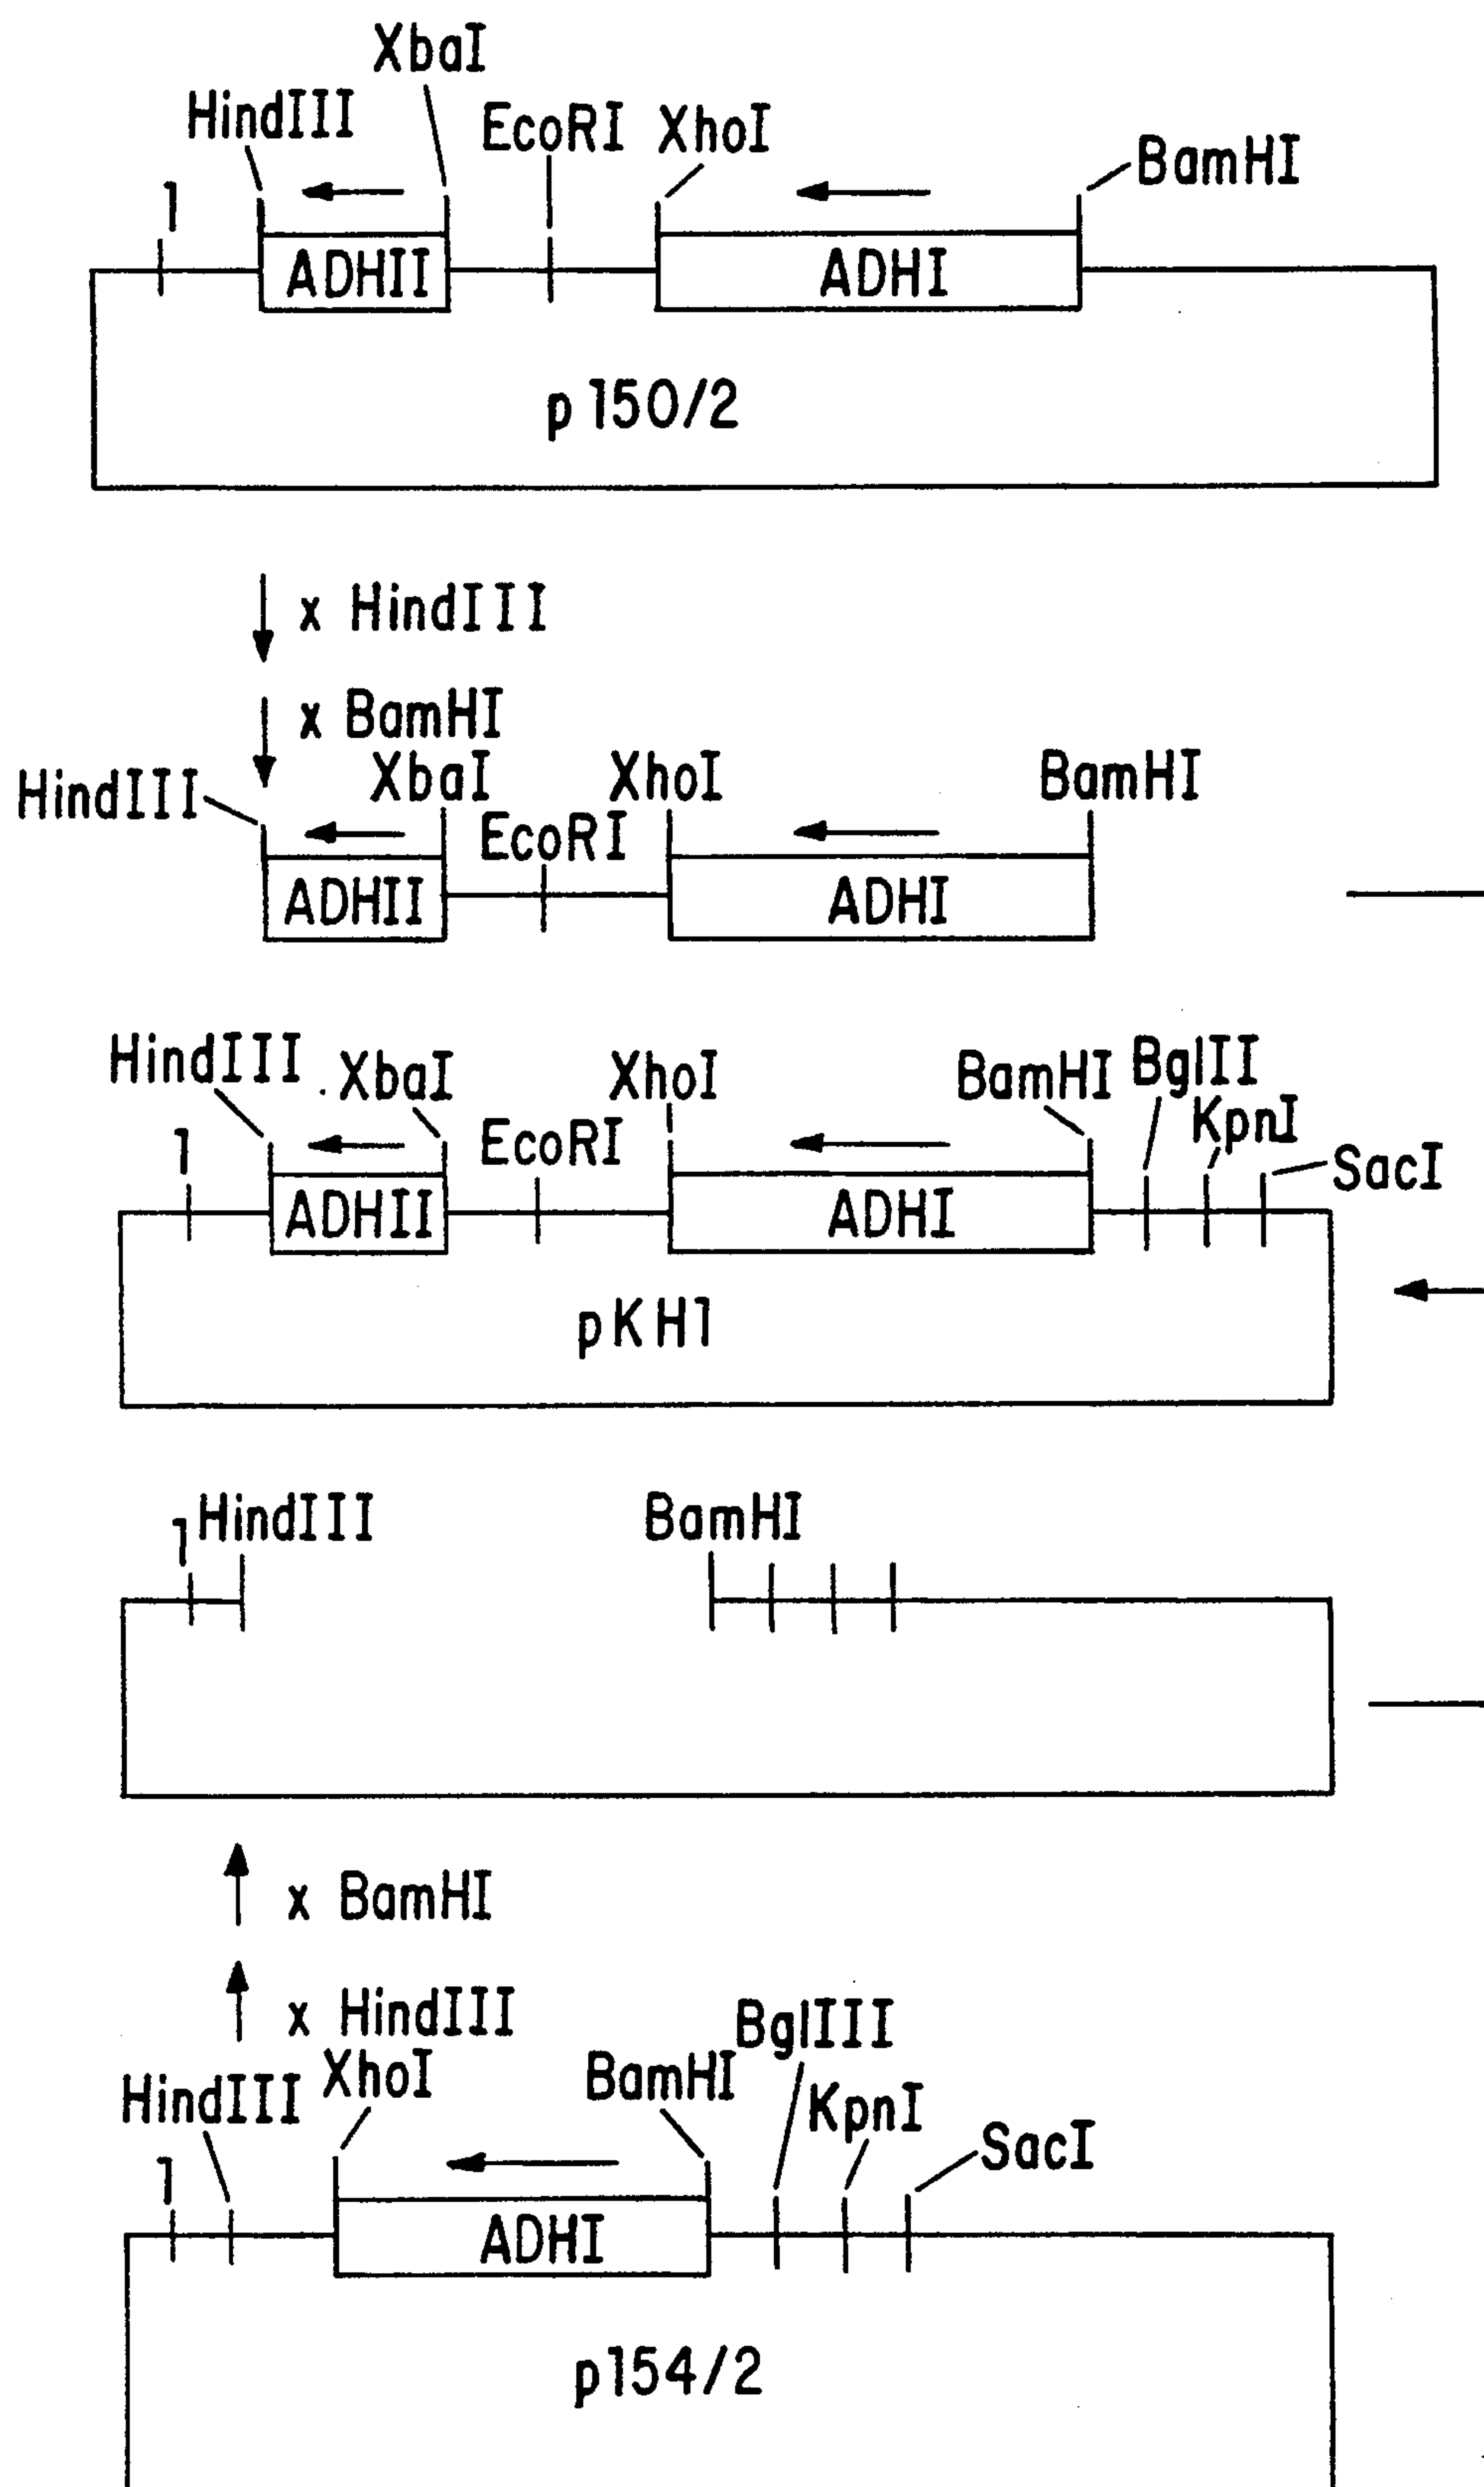 XbaI
HindIII
EcoRI
XhoI
BamHI
1
ADHII
ADHI
p150/2
x HindIII
x BamHI
HindIII
XbaI
EcoRI
XhoI
BamHI
ADHII
ADHI
HindIII
XbaI
EcoRI
XhoI
BamHI
BglII
KpnI
SacI
1
ADHII
ADHI
pKH1
1
HindIII
BamHI
x BamHI
x HindIII
HindIII
XhoI
BamHI
BglIII
KpnI
SacI
1
ADHI
p154/2